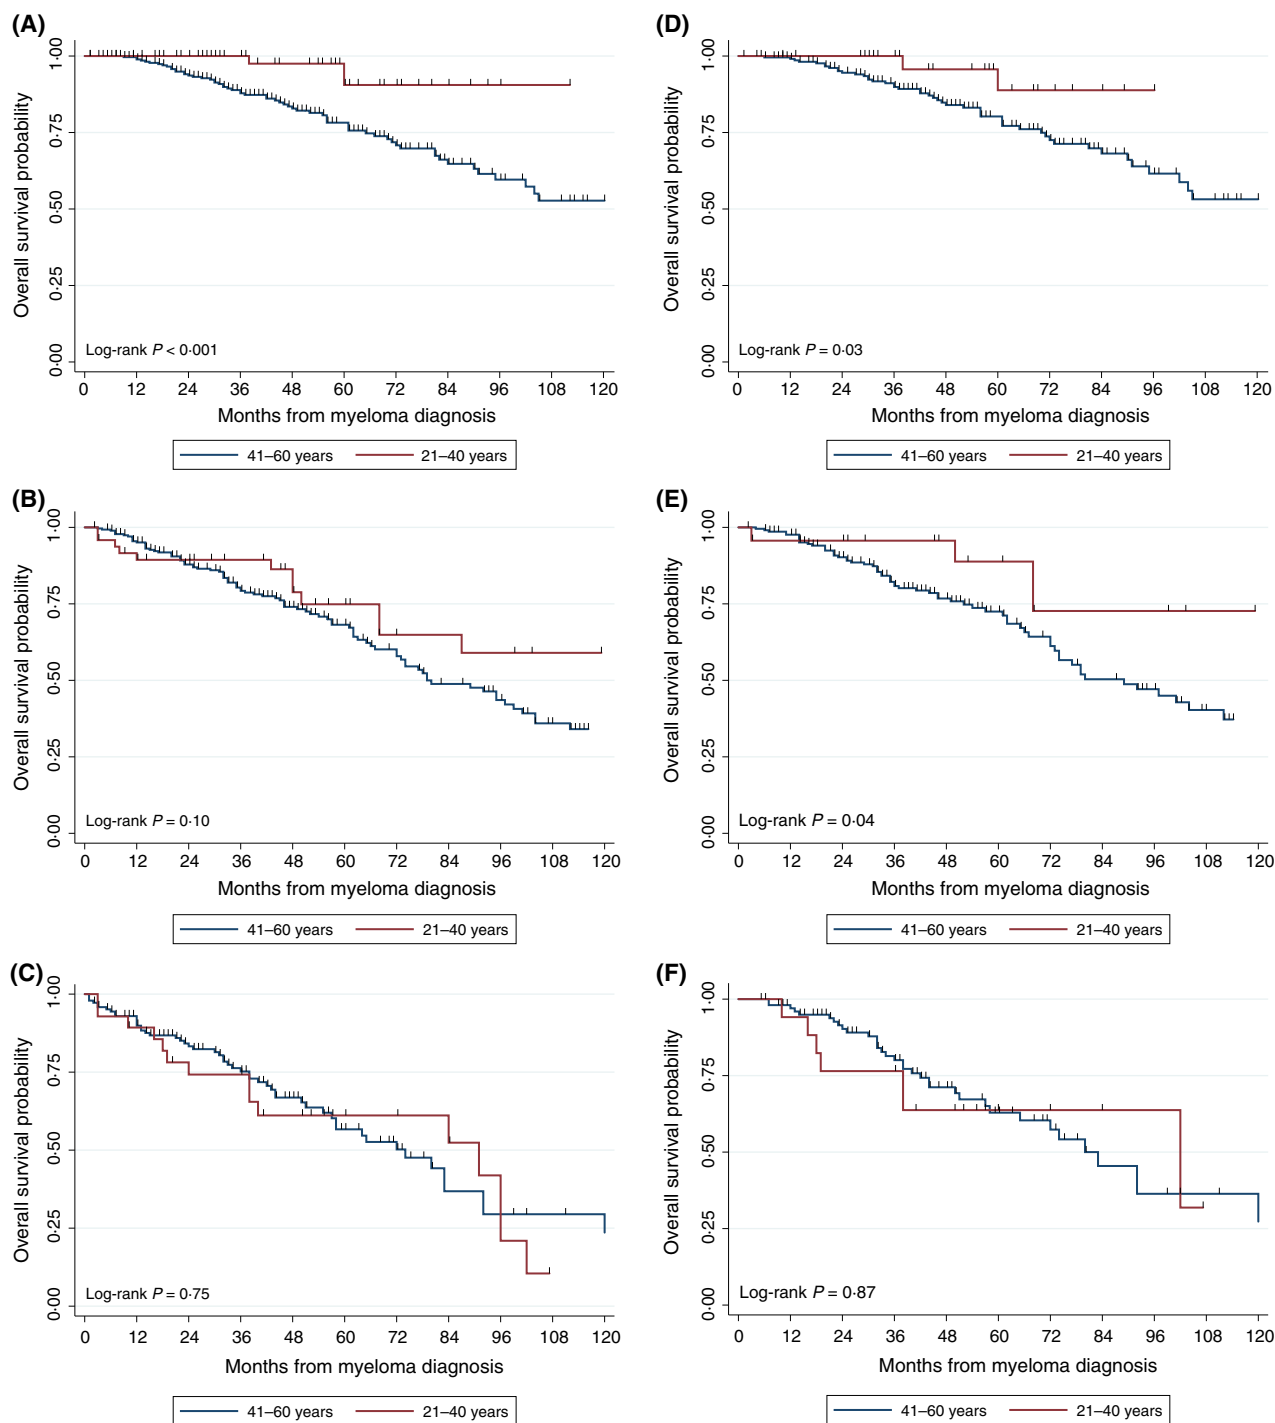 (A)
Overall survival probability
1·00
0·75
0·50
0·25
0·00
Log-rank P < 0·001
0 12 24 36 48 60 72 84 96 108 120
Months from myeloma diagnosis
41–60 years 21–40 years
(D)
Overall survival probability
1·00
0·75
0·50
0·25
0·00
Log-rank P = 0·03
0 12 24 36 48 60 72 84 96 108 120
Months from myeloma diagnosis
41–60 years 21–40 years
(B)
Overall survival probability
1·00
0·75
0·50
0·25
0·00
Log-rank P = 0·10
0 12 24 36 48 60 72 84 96 108 120
Months from myeloma diagnosis
41–60 years 21–40 years
(E)
Overall survival probability
1·00
0·75
0·50
0·25
0·00
Log-rank P = 0·04
0 12 24 36 48 60 72 84 96 108 120
Months from myeloma diagnosis
41–60 years 21–40 years
(C)
Overall survival probability
1·00
0·75
0·50
0·25
0·00
Log-rank P = 0·75
0 12 24 36 48 60 72 84 96 108 120
Months from myeloma diagnosis
41–60 years 21–40 years
(F)
Overall survival probability
1·00
0·75
0·50
0·25
0·00
Log-rank P = 0·87
0 12 24 36 48 60 72 84 96 108 120
Months from myeloma diagnosis
41–60 years 21–40 years